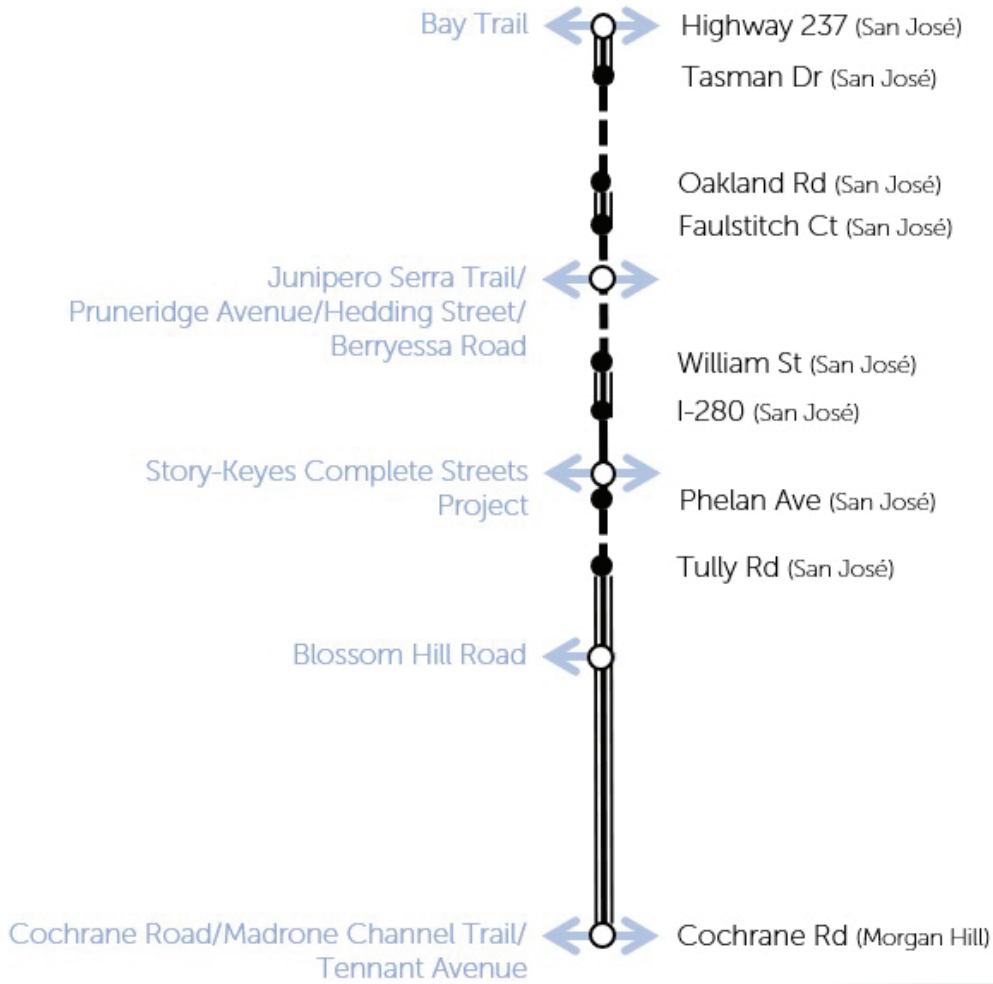 Bay Trail
Highway 237 (San José)
Tasman Dr (San José)
Oakland Rd (San José)
Faulstitch Ct (San José)
Junipero Serra Trail/
Pruneridge Avenue/Hedding Street/
Berryessa Road
William St (San José)
I-280 (San José)
Story-Keyes Complete Streets
Project
Phelan Ave (San José)
Tully Rd (San José)
Blossom Hill Road
Cochrane Road/Madrone Channel Trail/
Tennant Avenue
Cochrane Rd (Morgan Hill)